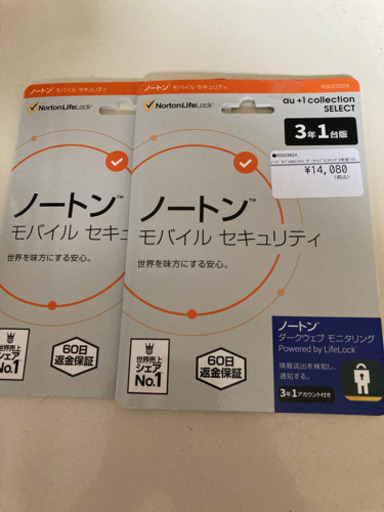 ノートン モバイル セキュリティ
NortonLifeLock
ノートン
モバイル セキュ
世界を味方にする安心。
世界売上
シェア
No.1
60日
返金保証
ノートン モバイル セキュリティ
au +1 collection
SELECT
NortonLifeLock
3年1台版
¥14,080
(税込)
ノートン™
モバイル セキュリティ
世界を味方にする安心。
世界売上
シェア
No.1
60日
返金保証
ノートン
ダークウェブ モニタリング
Powered by LifeLock
情報流出を検知し、
通知する。
3年1アカウント付き